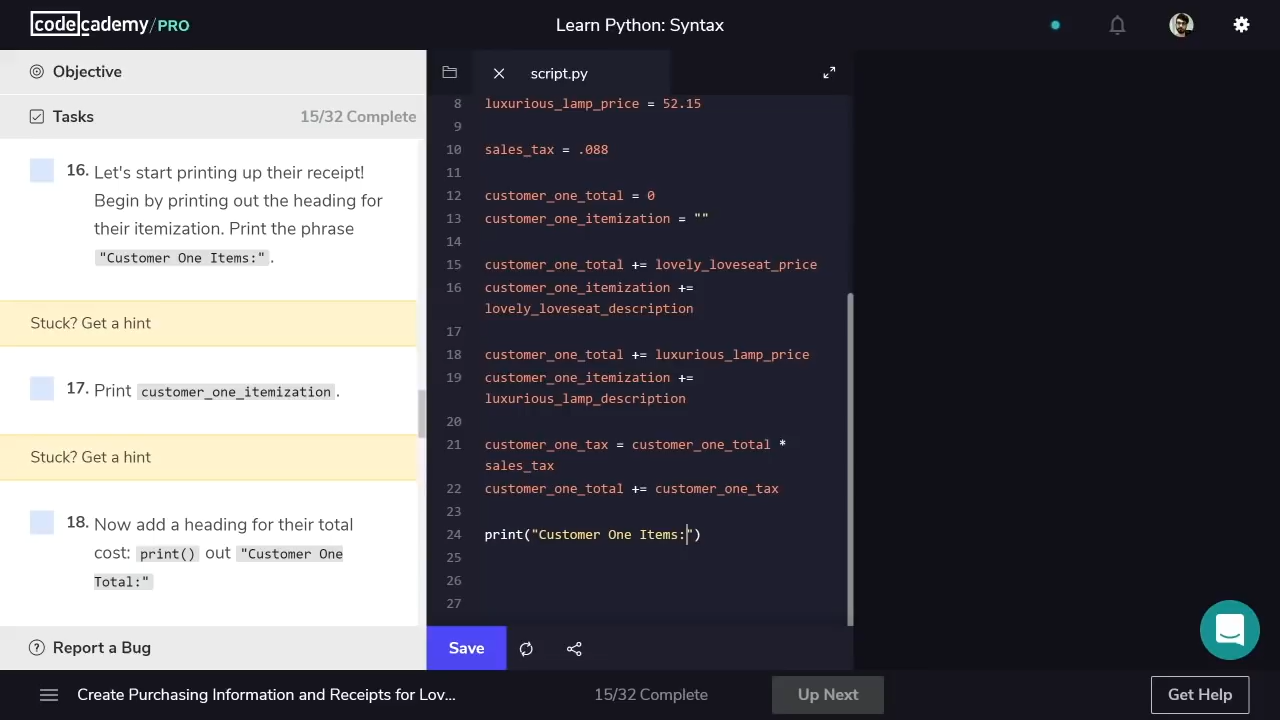 codecademy/PRO
Learn Python: Syntax
Objective
Tasks
15/32 Complete
16. Let's start printing up their receipt!
Begin by printing out the heading for
their itemization. Print the phrase
"Customer One Items:".
Stuck? Get a hint
17. Print customer_one_itemization.
Stuck? Get a hint
18. Now add a heading for their total
cost: print() out "Customer One
Total:"
Report a Bug
script.py
8 luxurious_lamp_price = 52.15
9
10 sales_tax = .088
11
12 customer_one_total = 0
13 customer_one_itemization = ""
14
15 customer_one_total += lovely_loveseat_price
16 customer_one_itemization +=
lovely_loveseat_description
17
18 customer_one_total += luxurious_lamp_price
19 customer_one_itemization +=
luxurious_lamp_description
20
21 customer_one_tax = customer_one_total *
sales_tax
22 customer_one_total += customer_one_tax
23
24 print("Customer One Items:")
25
26
27
Save
Create Purchasing Information and Receipts for Lov...
15/32 Complete
Up Next
Get Help